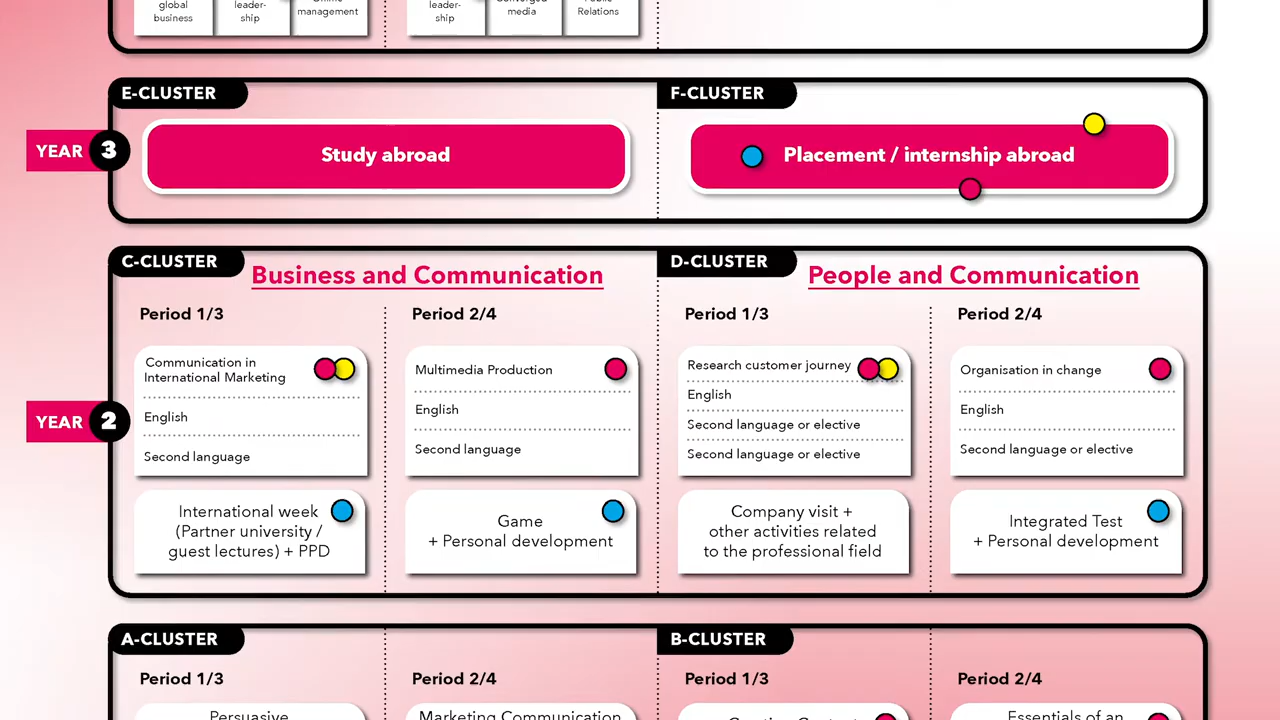 global
business
leader-
ship
management
leader-
ship
media
Relations
E-CLUSTER
F-CLUSTER
YEAR 3
Study abroad
Placement / internship abroad
C-CLUSTER
Business and Communication
D-CLUSTER
People and Communication
Period 1/3
Period 2/4
Period 1/3
Period 2/4
YEAR 2
Communication in
International Marketing
English
Second language
Multimedia Production
English
Second language
Research customer journey
English
Second language or elective
Second language or elective
Organisation in change
English
Second language or elective
International week
(Partner university /
guest lectures) + PPD
Game
+ Personal development
Company visit +
other activities related
to the professional field
Integrated Test
+ Personal development
A-CLUSTER
B-CLUSTER
Period 1/3
Period 2/4
Period 1/3
Period 2/4
Persuasive
Marketing Communication
Essentials of an